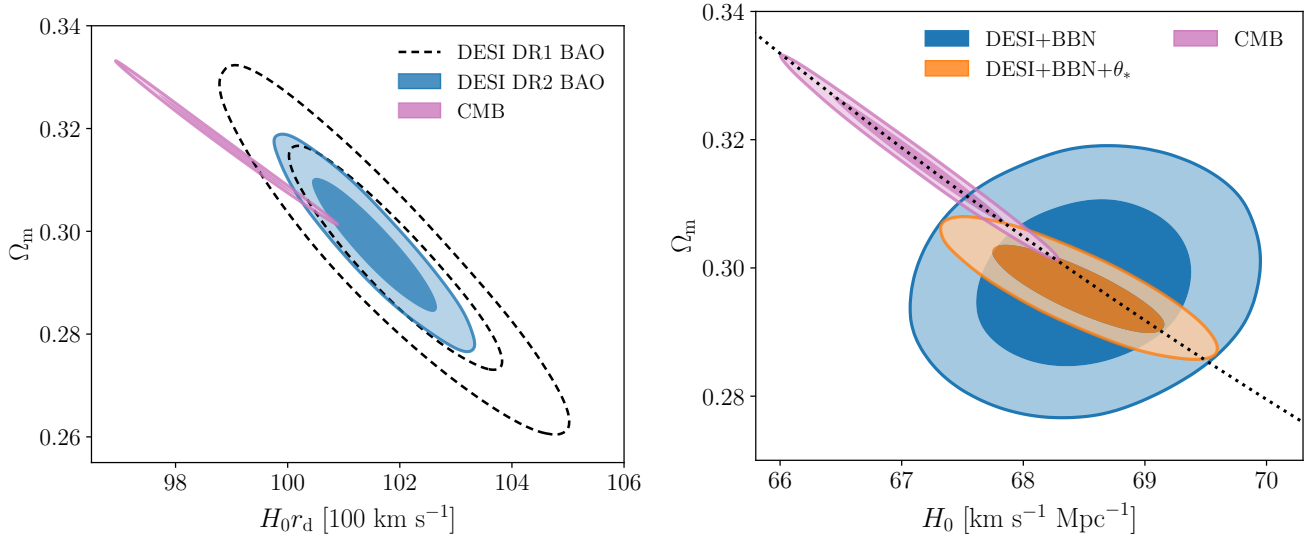 0.34
0.32
0.30
0.28
0.26
Ωm
98 100 102 104 106
H0rd [100 km s⁻¹]
DESI DR1 BAO
DESI DR2 BAO
CMB
0.34
0.32
0.30
0.28
Ωm
66 67 68 69 70
H0 [km s⁻¹ Mpc⁻¹]
DESI+BBN
DESI+BBN+θ*
CMB